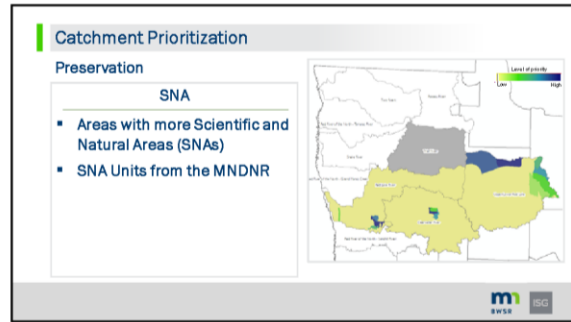 Catchment Prioritization
Preservation
SNA
Areas with more Scientific and
Natural Areas (SNAs)
SNA Units from the MNDNR
Level of priority
Low
High
mn
BWSR
ISG